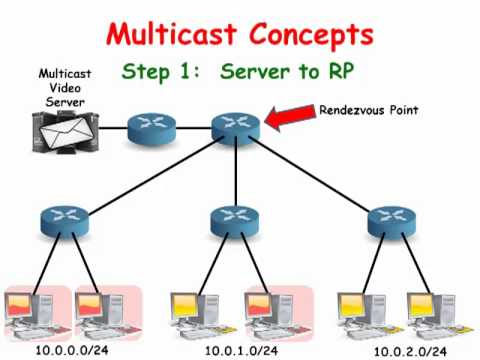 Multicast Concepts
Step 1: Server to RP
Multicast
Video
Server
Rendezvous Point
10.0.0.0/24
10.0.1.0/24
10.0.2.0/24